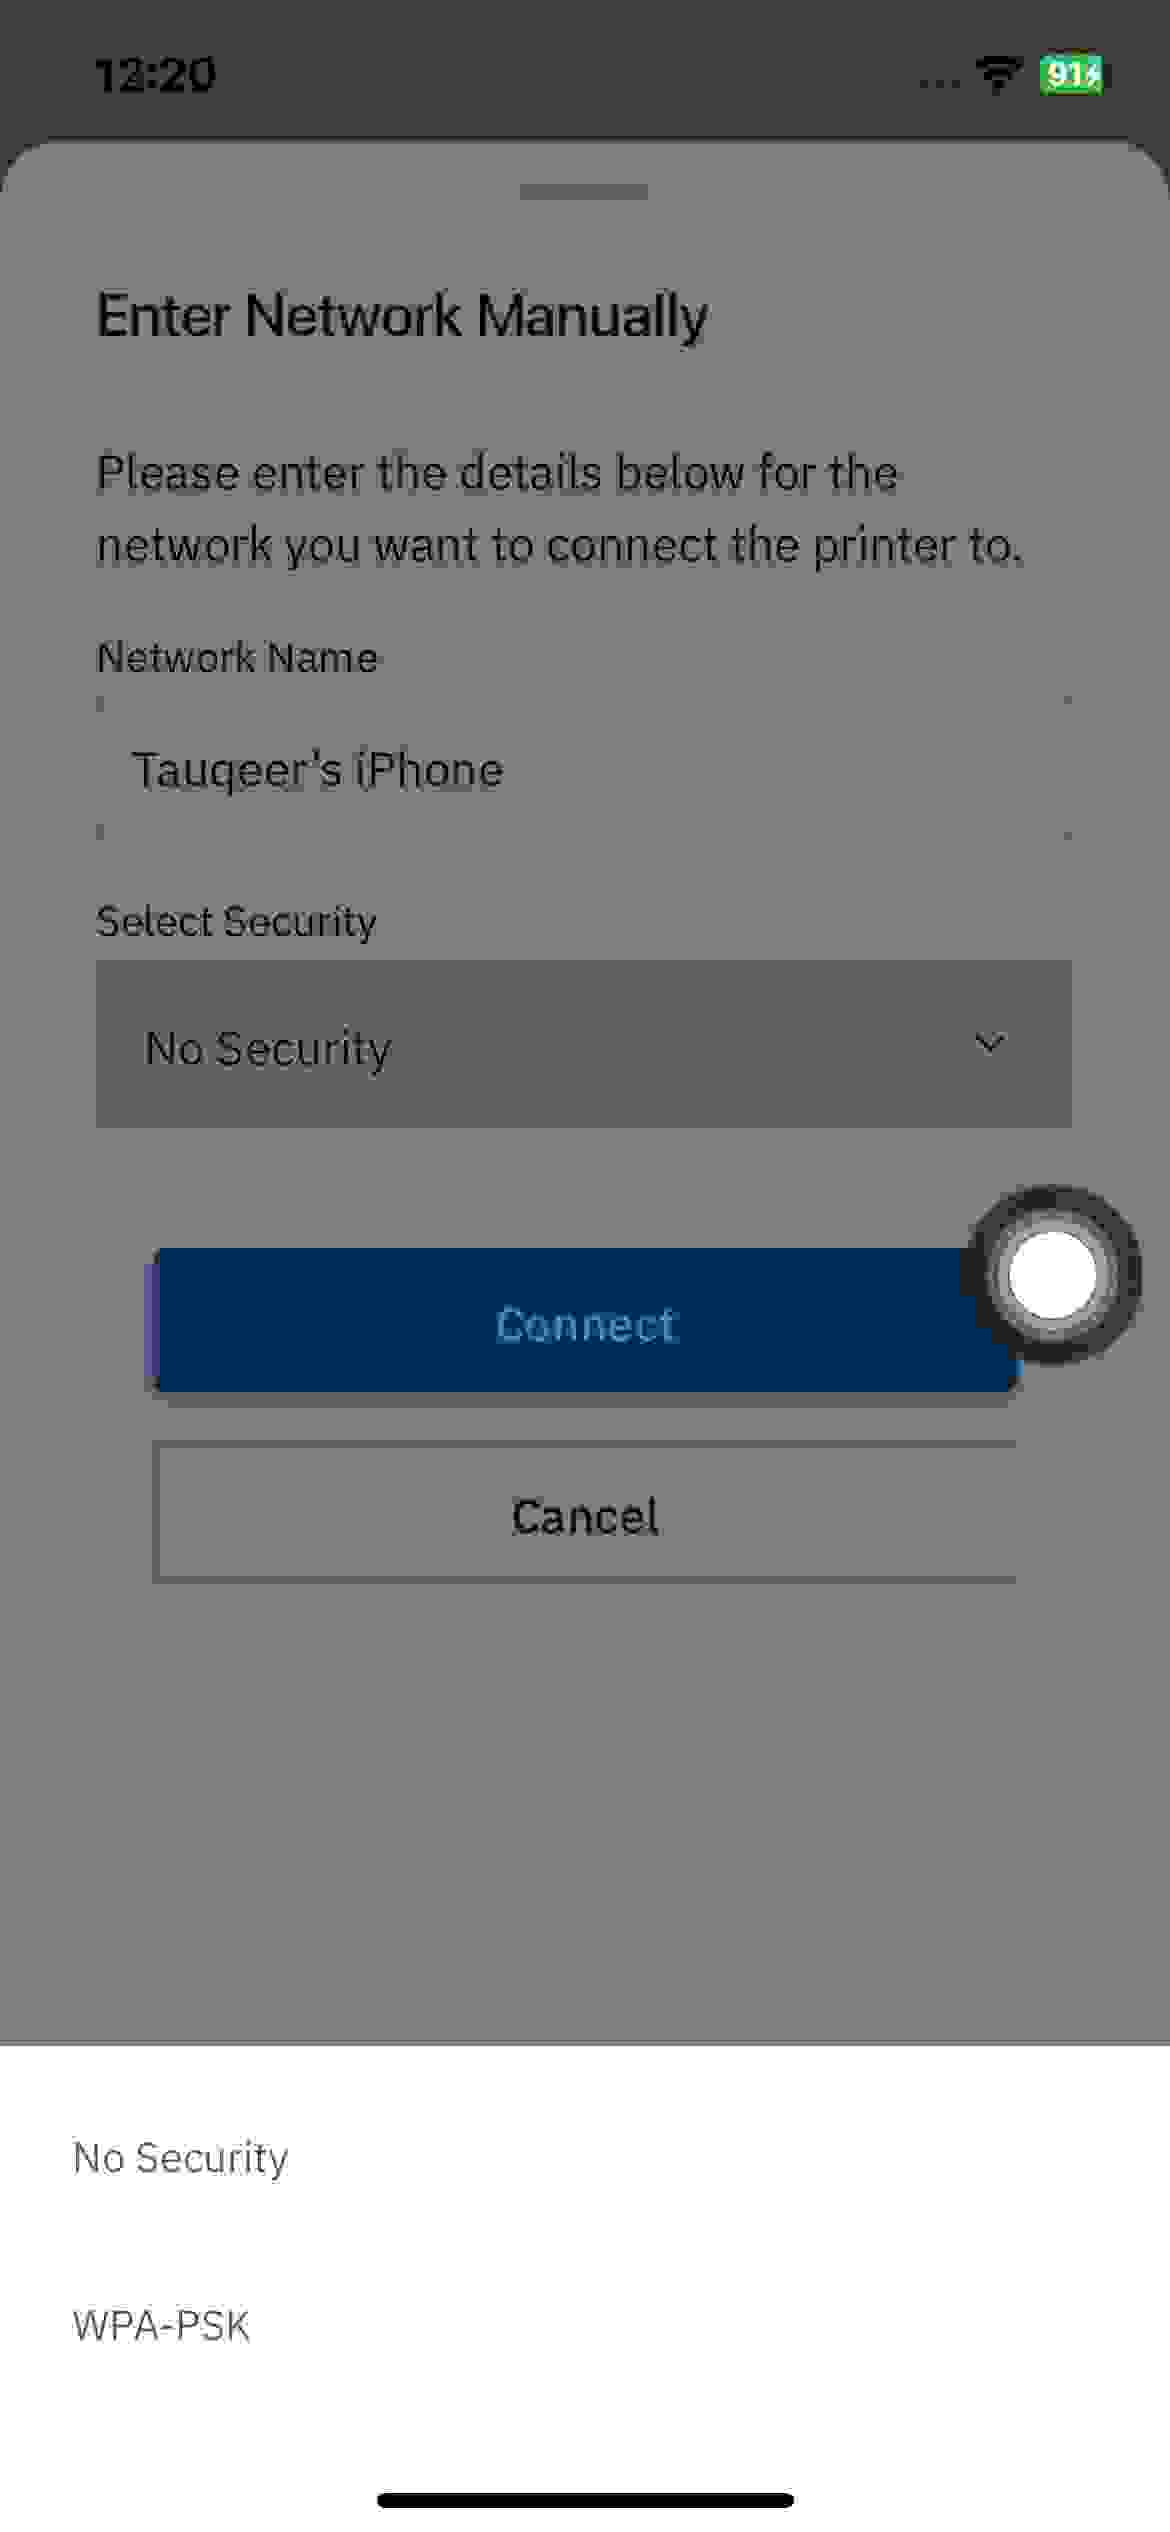 12:20
91
Enter Network Manually
Please enter the details below for the
network you want to connect the printer to.
Network Name
Tauqeer's iPhone
Select Security
No Security
Connect
Cancel
No Security
WPA-PSK